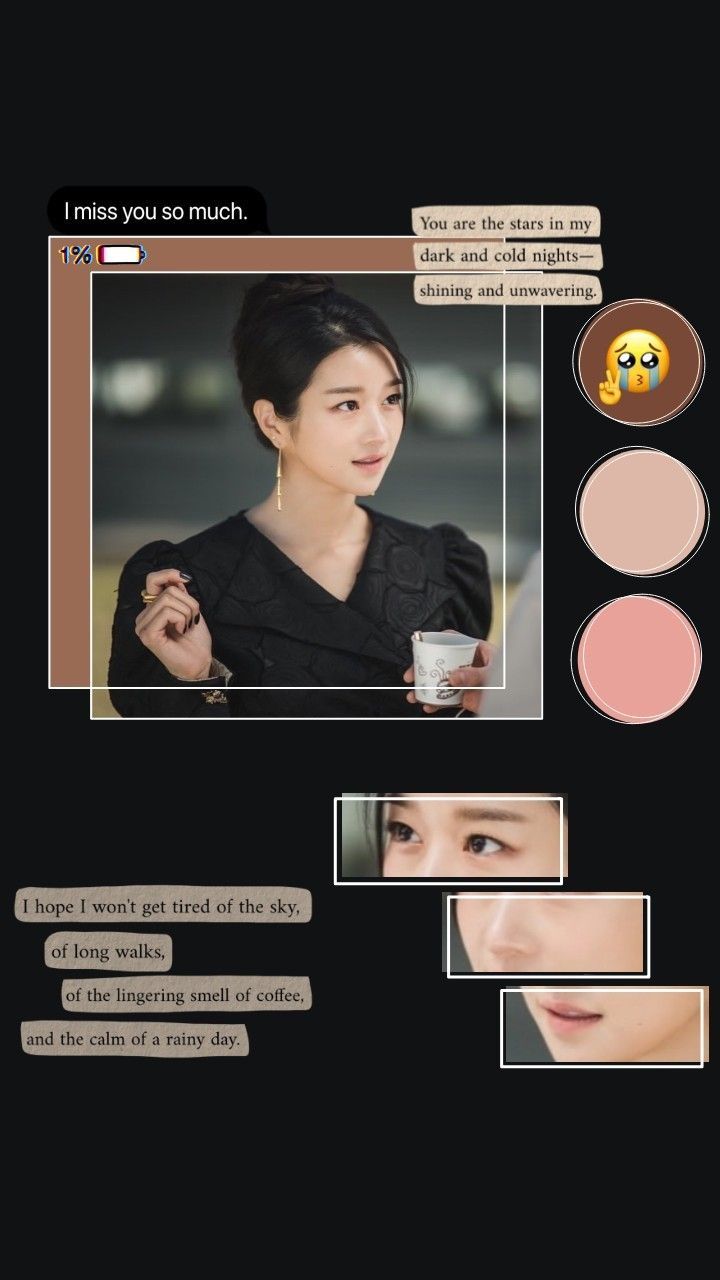 I miss you so much.
You are the stars in my
dark and cold nights—
shining and unwavering.
1%
I hope I won't get tired of the sky,
of long walks,
of the lingering smell of coffee,
and the calm of a rainy day.